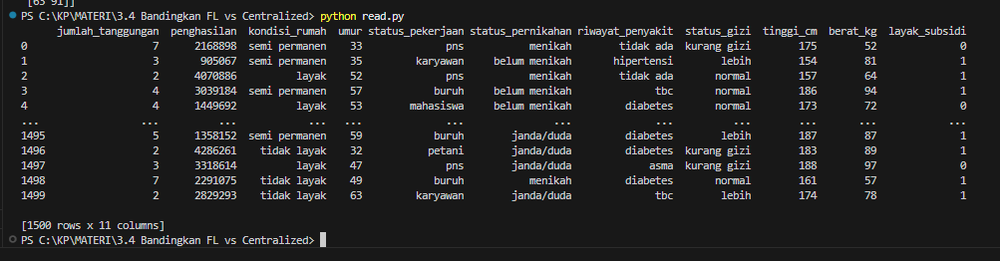 [63 91]]
PS C:\KP\MATERI\3.4 Bandingkan FL vs Centralized> python read.py
jumlah_tanggungan penghasilan kondisi_rumah umur status_pekerjaan status_pernikahan riwayat_penyakit status_gizi tinggi_cm berat_kg layak_subsidi
0 7 2168898 semi permanen 33 pns menikah tidak ada kurang gizi 175 52 0
1 3 905067 semi permanen 35 karyawan belum menikah hipertensi lebih 154 81 1
2 2 4070886 layak 52 pns menikah tidak ada normal 157 64 1
3 4 3039184 semi permanen 57 buruh belum menikah tbc normal 186 94 1
4 4 1449692 layak 53 mahasiswa belum menikah diabetes normal 173 72 0
... ... ... ... ... ... ... ... ... ... ... ...
1495 5 1358152 semi permanen 59 buruh janda/duda diabetes lebih 187 87 1
1496 2 4286261 tidak layak 32 petani janda/duda diabetes kurang gizi 183 89 1
1497 3 3318614 layak 47 pns janda/duda asma kurang gizi 188 97 0
1498 7 2291075 tidak layak 49 buruh menikah diabetes normal 161 57 1
1499 2 2829293 tidak layak 63 karyawan janda/duda tbc lebih 174 78 1
[1500 rows x 11 columns]
PS C:\KP\MATERI\3.4 Bandingkan FL vs Centralized>